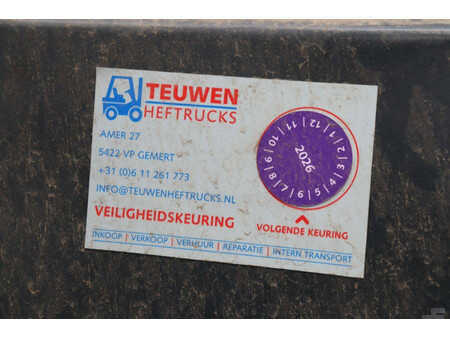 TEUWEN
HEFTRUCKS
AMER 27
5422 VP GEMERT
+31 (0)6 11 261 773
INFO@TEUWENHEFTRUCKS.NL
VEILIGHEIDSKEURING
1 2 3 4 5 6 7 8 9 10 11 12
2026
VOLGENDE KEURING
INKOOP | VERKOOP | VERHUUR | REPARATIE | INTERN TRANSPORT